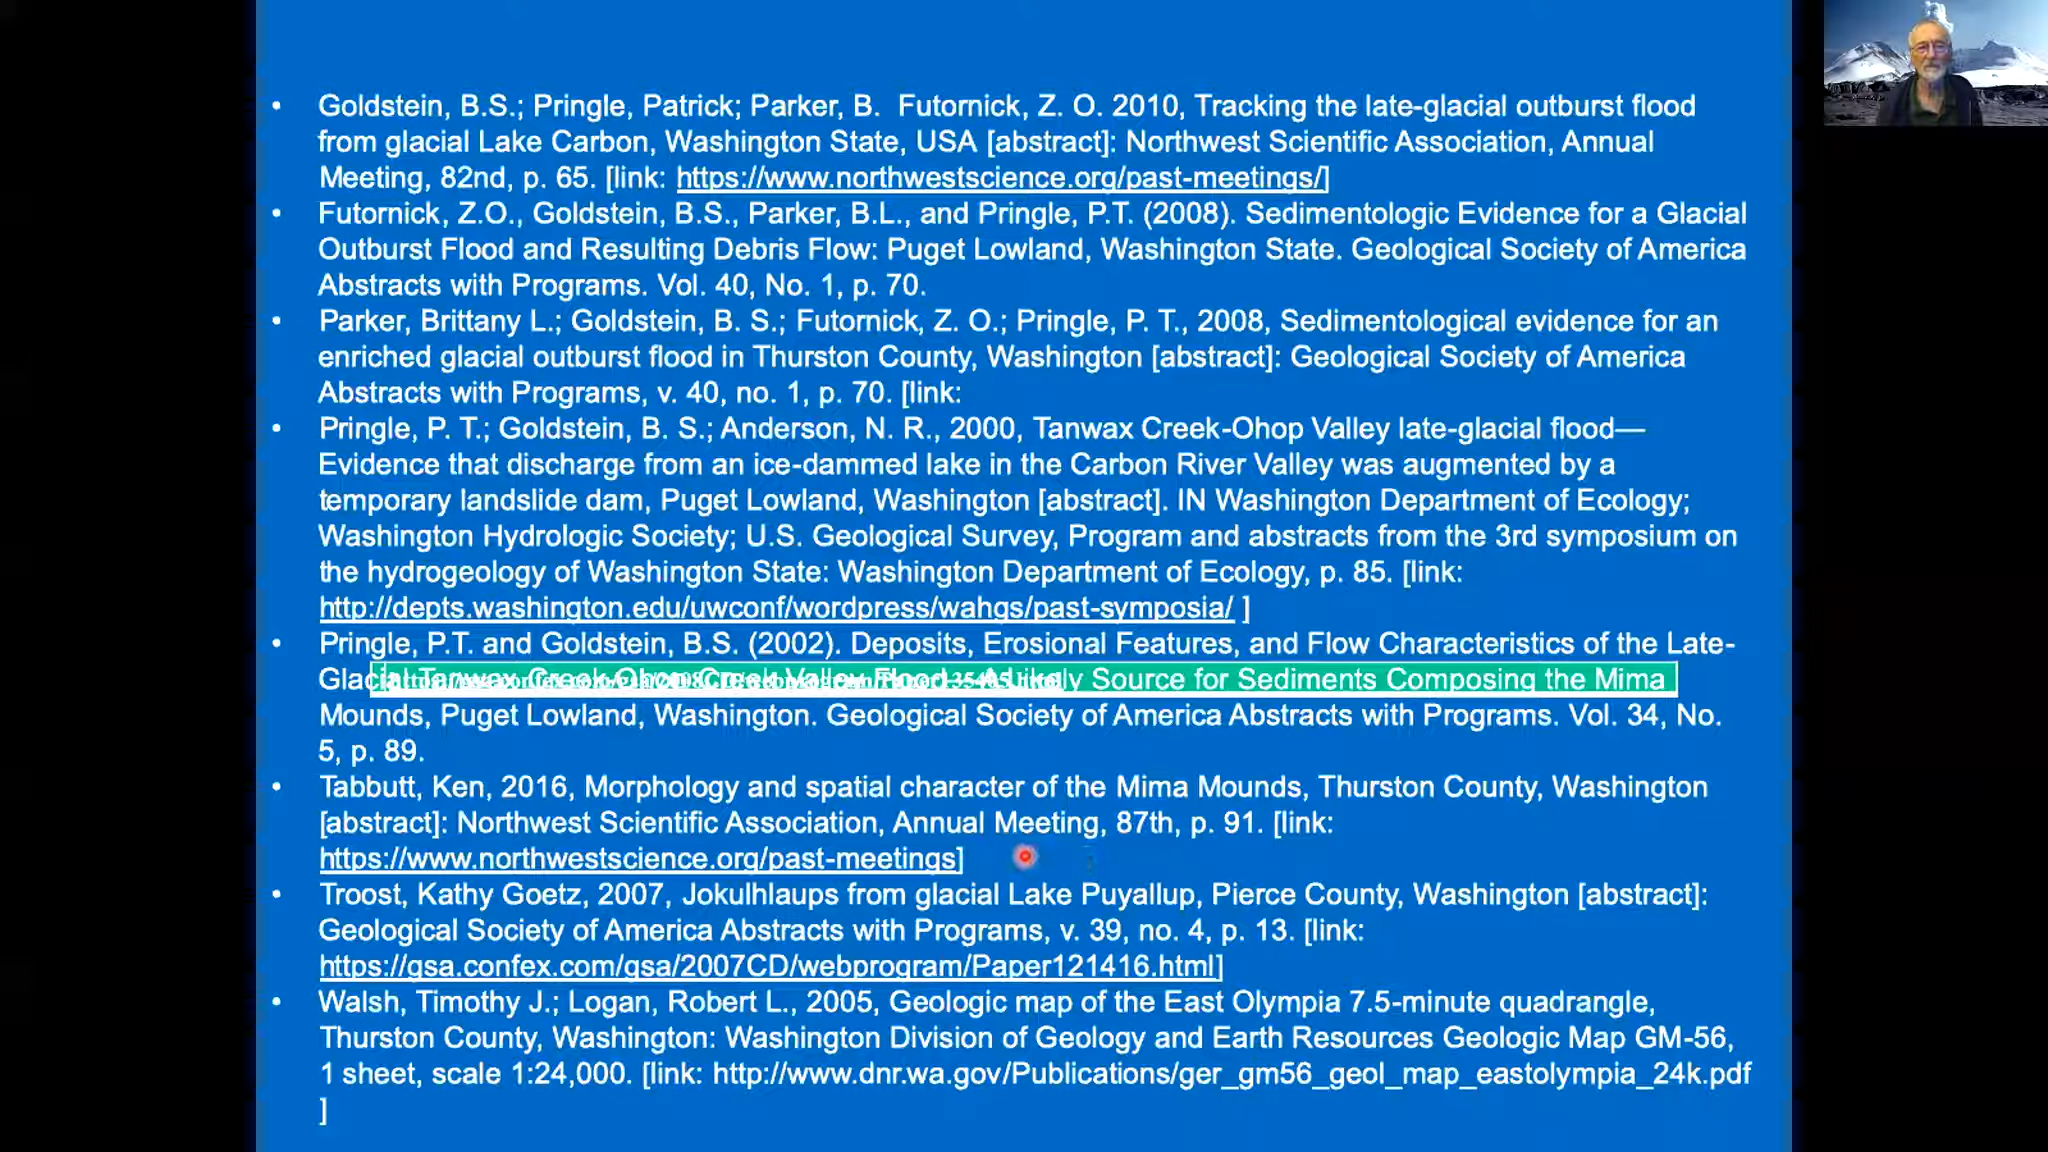 • Goldstein, B.S.; Pringle, Patrick; Parker, B. Futornick, Z. O. 2010, Tracking the late-glacial outburst flood
from glacial Lake Carbon, Washington State, USA [abstract]: Northwest Scientific Association, Annual
Meeting, 82nd, p. 65. [link: https://www.northwestscience.org/past-meetings/]
• Futornick, Z.O., Goldstein, B.S., Parker, B.L., and Pringle, P.T. (2008). Sedimentologic Evidence for a Glacial
Outburst Flood and Resulting Debris Flow: Puget Lowland, Washington State. Geological Society of America
Abstracts with Programs. Vol. 40, No. 1, p. 70.
• Parker, Brittany L.; Goldstein, B. S.; Futornick, Z. O.; Pringle, P. T., 2008, Sedimentological evidence for an
enriched glacial outburst flood in Thurston County, Washington [abstract]: Geological Society of America
Abstracts with Programs, v. 40, no. 1, p. 70. [link:
• Pringle, P. T.; Goldstein, B. S.; Anderson, N. R., 2000, Tanwax Creek-Ohop Valley late-glacial flood—
Evidence that discharge from an ice-dammed lake in the Carbon River Valley was augmented by a
temporary landslide dam, Puget Lowland, Washington [abstract]. IN Washington Department of Ecology;
Washington Hydrologic Society; U.S. Geological Survey, Program and abstracts from the 3rd symposium on
the hydrogeology of Washington State: Washington Department of Ecology, p. 85. [link:
http://depts.washington.edu/uwconf/wordpress/wahgs/past-symposia/ ]
• Pringle, P.T. and Goldstein, B.S. (2002). Deposits, Erosional Features, and Flow Characteristics of the Late-
Glacial Tanwax Creek-Ohop Creek Valley Flood—A Likely Source for Sediments Composing the Mima
Mounds, Puget Lowland, Washington. Geological Society of America Abstracts with Programs. Vol. 34, No.
5, p. 89.
• Tabbutt, Ken, 2016, Morphology and spatial character of the Mima Mounds, Thurston County, Washington
[abstract]: Northwest Scientific Association, Annual Meeting, 87th, p. 91. [link:
https://www.northwestscience.org/past-meetings]
• Troost, Kathy Goetz, 2007, Jokulhlaups from glacial Lake Puyallup, Pierce County, Washington [abstract]:
Geological Society of America Abstracts with Programs, v. 39, no. 4, p. 13. [link:
https://gsa.confex.com/gsa/2007CD/webprogram/Paper121416.html]
• Walsh, Timothy J.; Logan, Robert L., 2005, Geologic map of the East Olympia 7.5-minute quadrangle,
Thurston County, Washington: Washington Division of Geology and Earth Resources Geologic Map GM-56,
1 sheet, scale 1:24,000. [link: http://www.dnr.wa.gov/Publications/ger_gm56_geol_map_eastolympia_24k.pdf
]